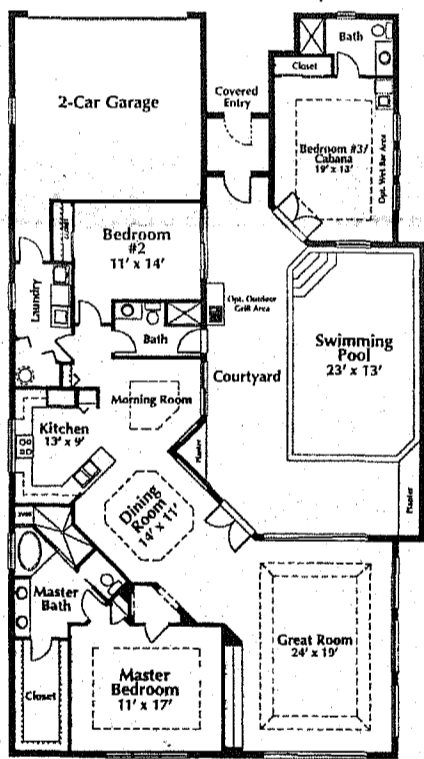 Bath
Closet
2-Car Garage
Covered
Entry
Bedroom #3/
Cabana
19' x 13'
Opt. Wet Bar Area
Bedroom
#2
11' x 14'
Laundry
Opt. Outdoor
Grill Area
Bath
Swimming
Pool
23' x 13'
Courtyard
Morning Room
Kitchen
13' x 9'
Planter
Planter
Dining
Room
14' x 11'
Master
Bath
Great Room
24' x 19'
Master
Bedroom
11' x 17'
Closet